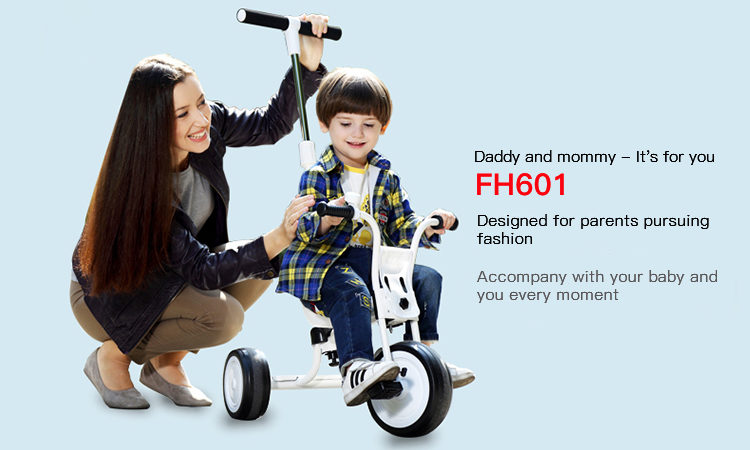 Daddy and mommy – It's for you
FH601
Designed for parents pursuing
fashion
Accompany with your baby and
you every moment